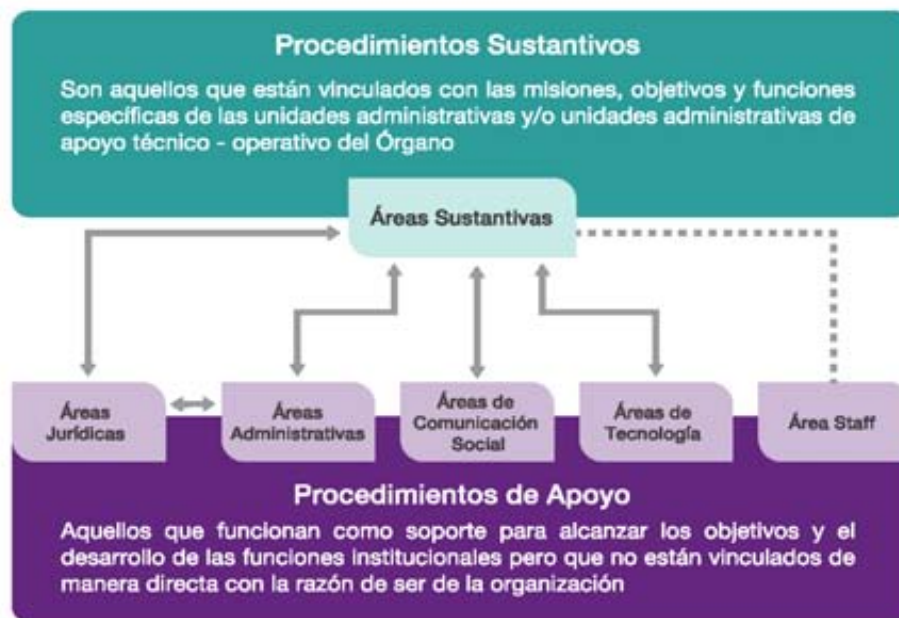 Procedimientos Sustantivos
Son aquellos que están vinculados con las misiones, objetivos y funciones
específicas de las unidades administrativas y/o unidades administrativas de
apoyo técnico - operativo del Órgano
Áreas Sustantivas
Áreas
Jurídicas
Áreas
Administrativas
Áreas de
Comunicación
Social
Áreas de
Tecnología
Área Staff
Procedimientos de Apoyo
Aquellos que funcionan como soporte para alcanzar los objetivos y el
desarrollo de las funciones institucionales pero que no están vinculados de
manera directa con la razón de ser de la organización